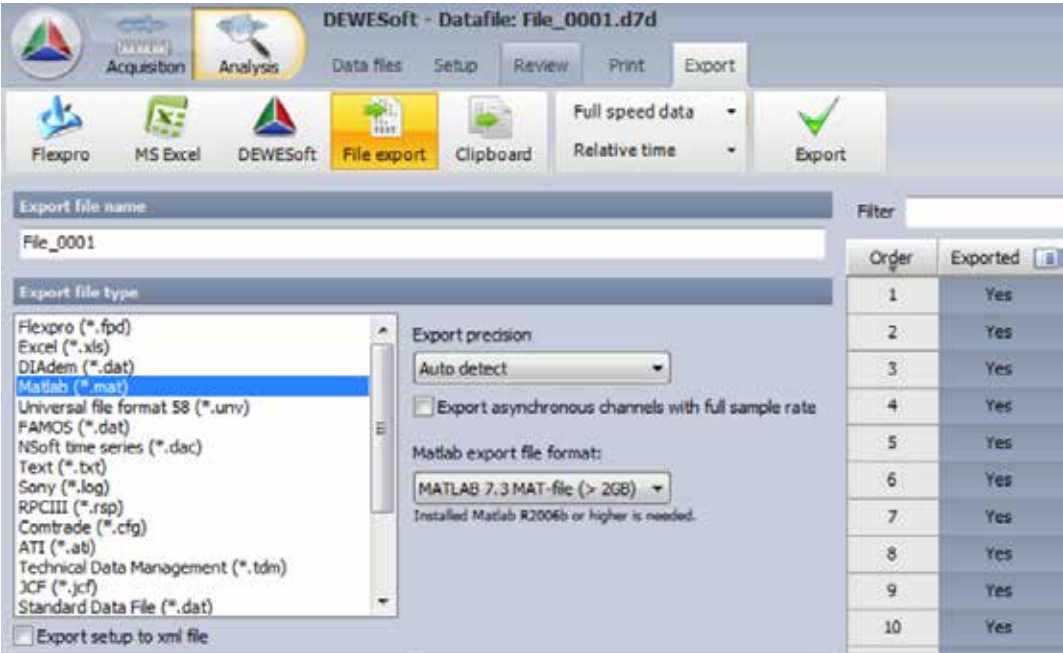 DEWESoft - Datafile: File_0001.d7d
Acquisition
Analysis
Data files
Setup
Review
Print
Export
Flexpro
MS Excel
DEWESoft
File export
Clipboard
Full speed data
Relative time
Export
Export file name
File_0001
Export file type
Flexpro (*.fpd)
Excel (*.xls)
DIAdem (*.dat)
Matlab (*.mat)
Universal file format 58 (*.unv)
FAMOS (*.dat)
NSoft time series (*.dac)
Text (*.txt)
Sony (*.log)
RPCIII (*.rsp)
Comtrade (*.cfg)
ATI (*.ati)
Technical Data Management (*.tdm)
JCF (*.jcf)
Standard Data File (*.dat)
Export setup to xml file
Export precision
Auto detect
Export asynchronous channels with full sample rate
Matlab export file format:
MATLAB 7.3 MAT-file (> 2GB)
Installed Matlab R2006b or higher is needed.
Filter
Order Exported
1 Yes
2 Yes
3 Yes
4 Yes
5 Yes
6 Yes
7 Yes
8 Yes
9 Yes
10 Yes